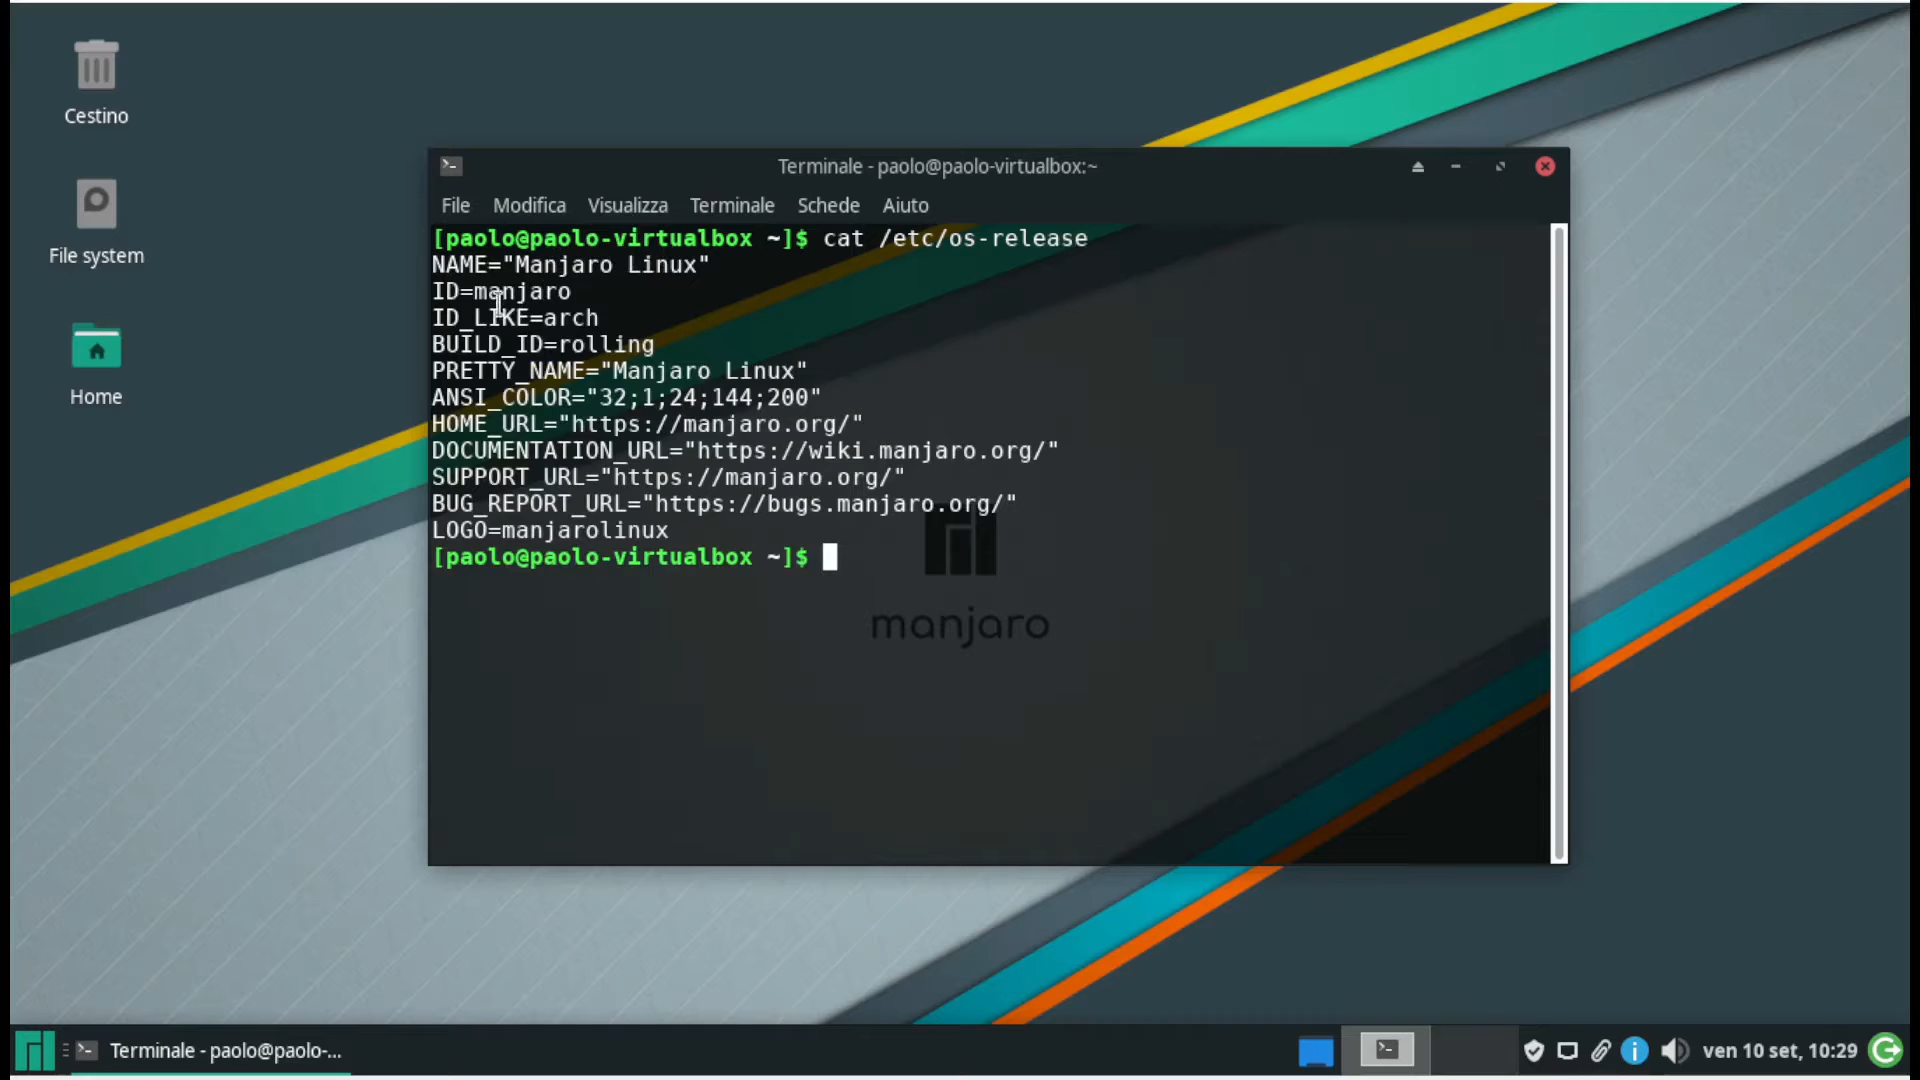 Cestino
File system
Home
Terminale - paolo@paolo-virtualbox:~
File Modifica Visualizza Terminale Schede Aiuto
[paolo@paolo-virtualbox ~]$ cat /etc/os-release
NAME="Manjaro Linux"
ID=manjaro
ID_LIKE=arch
BUILD_ID=rolling
PRETTY_NAME="Manjaro Linux"
ANSI_COLOR="32;1;24;144;200"
HOME_URL="https://manjaro.org/"
DOCUMENTATION_URL="https://wiki.manjaro.org/"
SUPPORT_URL="https://manjaro.org/"
BUG_REPORT_URL="https://bugs.manjaro.org/"
LOGO=manjarolinux
[paolo@paolo-virtualbox ~]$
manjaro
Terminale - paolo@paolo-...
ven 10 set, 10:29